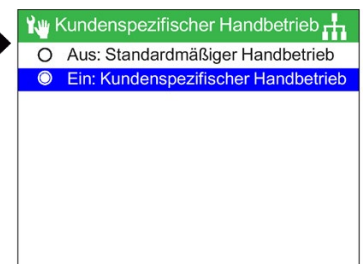 Kundenspezifischer Handbetrieb
Aus: Standardmäßiger Handbetrieb
Ein: Kundenspezifischer Handbetrieb